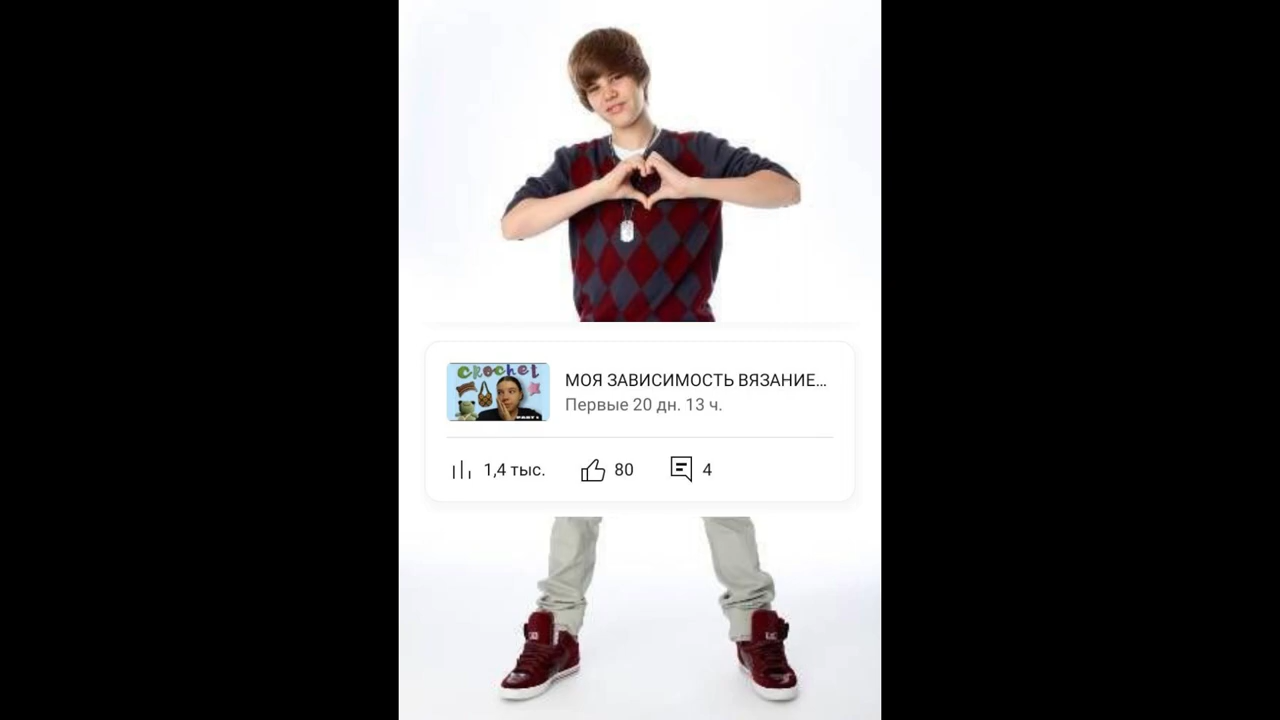 crochet
МОЯ ЗАВИСИМОСТЬ ВЯЗАНИЕ...
Первые 20 дн. 13 ч.
1,4 тыс.
80
4